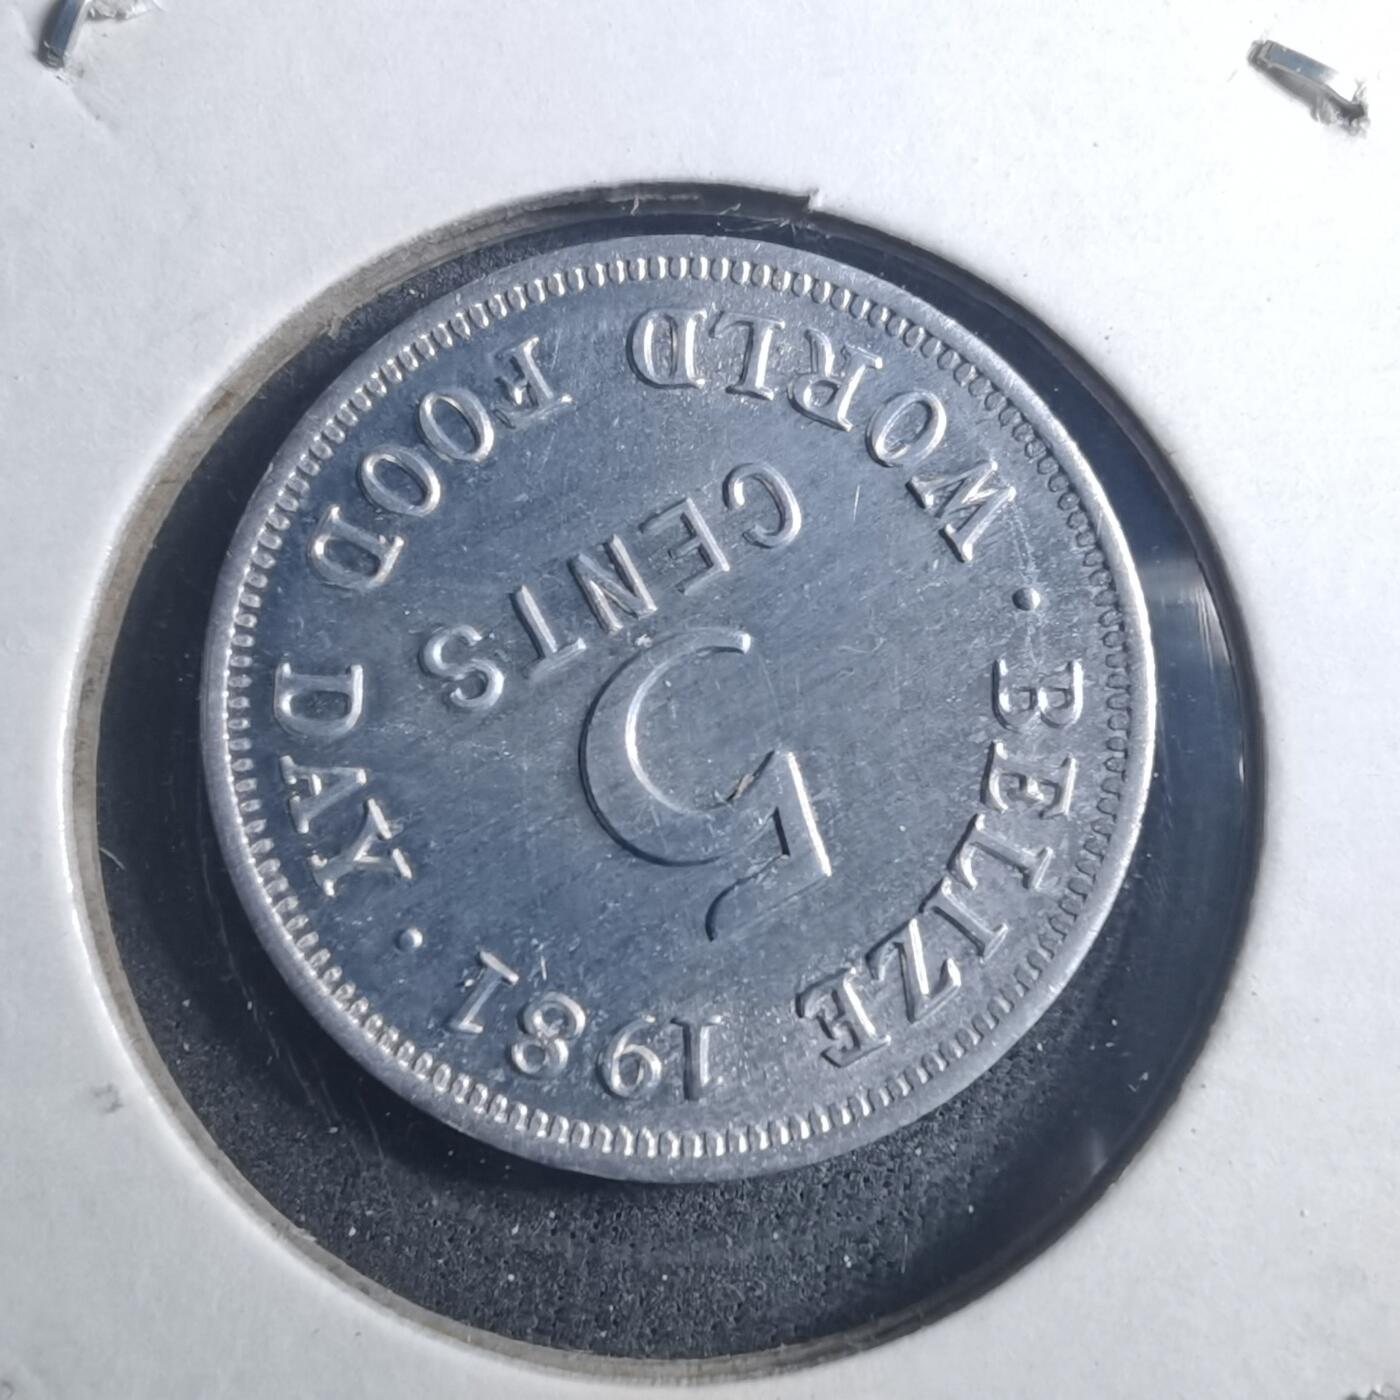 BELIZE 1981
5
CENTS
· WORLD FOOD DAY ·